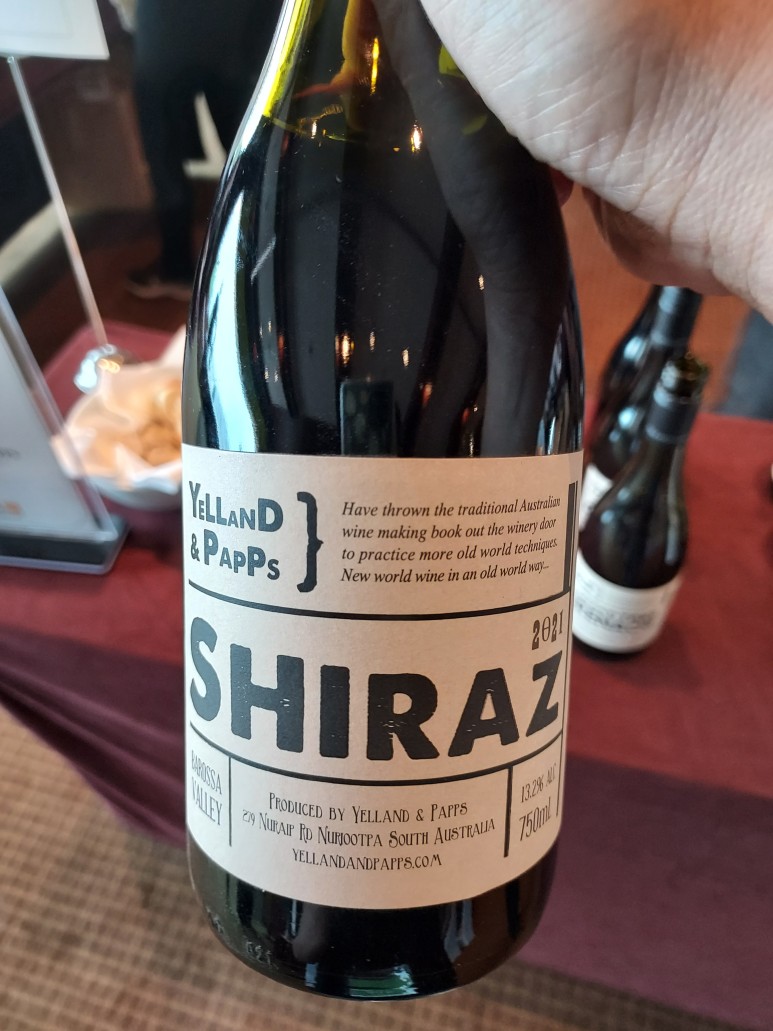 YELLAND
& PAPPS
Have thrown the traditional Australian
wine making book out the winery door
to practice more old world techniques.
New world wine in an old world way...
2021
SHIRAZ
BAROSSA
VALLEY
PRODUCED BY YELLAND & PAPPS
279 NURAIP RD NURIOOTPA SOUTH AUSTRALIA
YELLANDANDPAPPS.COM
13.2% ALC
750mL